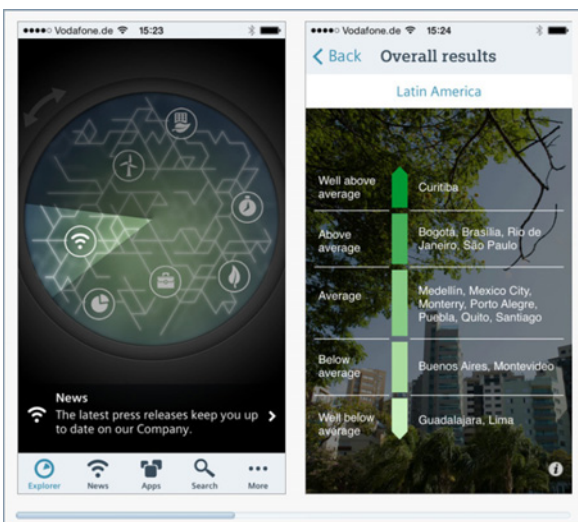 Vodafone.de 15:23
News
The latest press releases keep you up
to date on our Company.
Explorer News Apps Search More
Vodafone.de 15:24
Back Overall results
Latin America
Well above
average
Curitiba
Above
average
Bogotá, Brasília, Rio de
Janeiro, São Paulo
Average
Medellín, Mexico City,
Monterry, Porto Alegre,
Puebla, Quito, Santiago
Below
average
Buenos Aires, Montevideo
Well below
average
Guadalajara, Lima